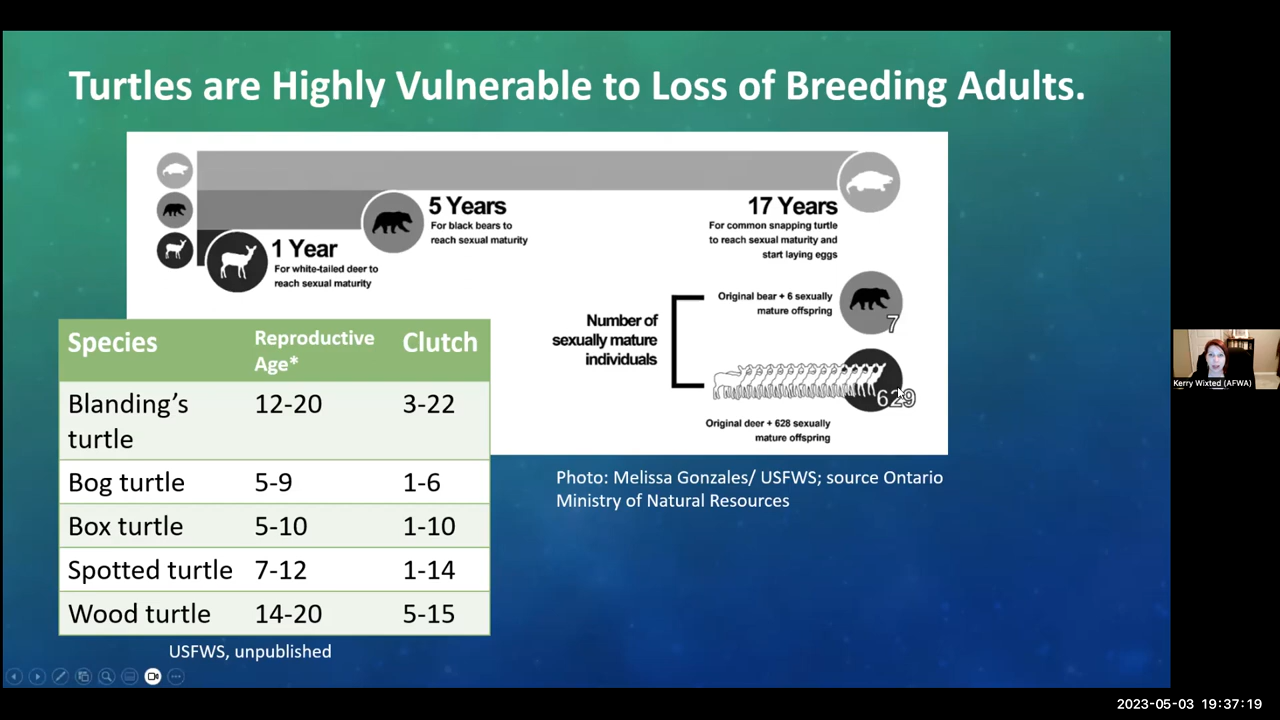 Turtles are Highly Vulnerable to Loss of Breeding Adults.
5 Years
For black bears to
reach sexual maturity
17 Years
For common snapping turtle
to reach sexual maturity and
start laying eggs
1 Year
For white-tailed deer to
reach sexual maturity
Number of
sexually mature
individuals
Original bear + 6 sexually
mature offspring
7
629
Original deer + 628 sexually
mature offspring
Species Reproductive Age* Clutch
Blanding's turtle 12-20 3-22
Bog turtle 5-9 1-6
Box turtle 5-10 1-10
Spotted turtle 7-12 1-14
Wood turtle 14-20 5-15
USFWS, unpublished
Photo: Melissa Gonzales/ USFWS; source Ontario
Ministry of Natural Resources
Kerry Wixted (AFWA)
2023-05-03 19:37:19